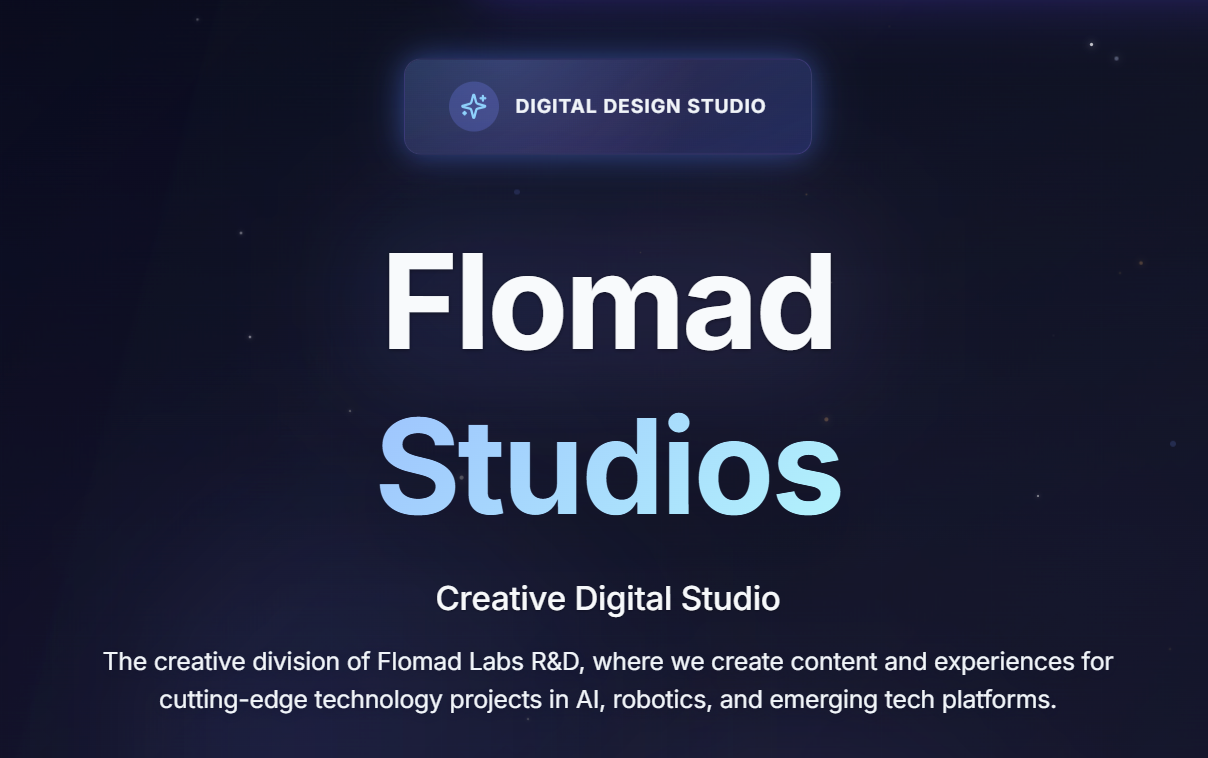 DIGITAL DESIGN STUDIO
Flomad
Studios
Creative Digital Studio
The creative division of Flomad Labs R&D, where we create content and experiences for
cutting-edge technology projects in AI, robotics, and emerging tech platforms.